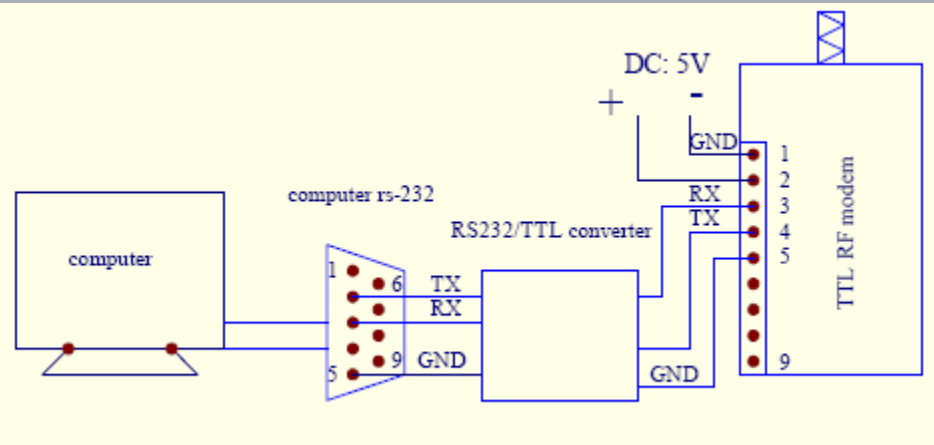 DC: 5V
+ -
GND
1
2
RX
3
TX
4
5
9
TTL RF modem
computer rs-232
RS232/TTL converter
computer
1
6
TX
RX
9
GND
5
GND